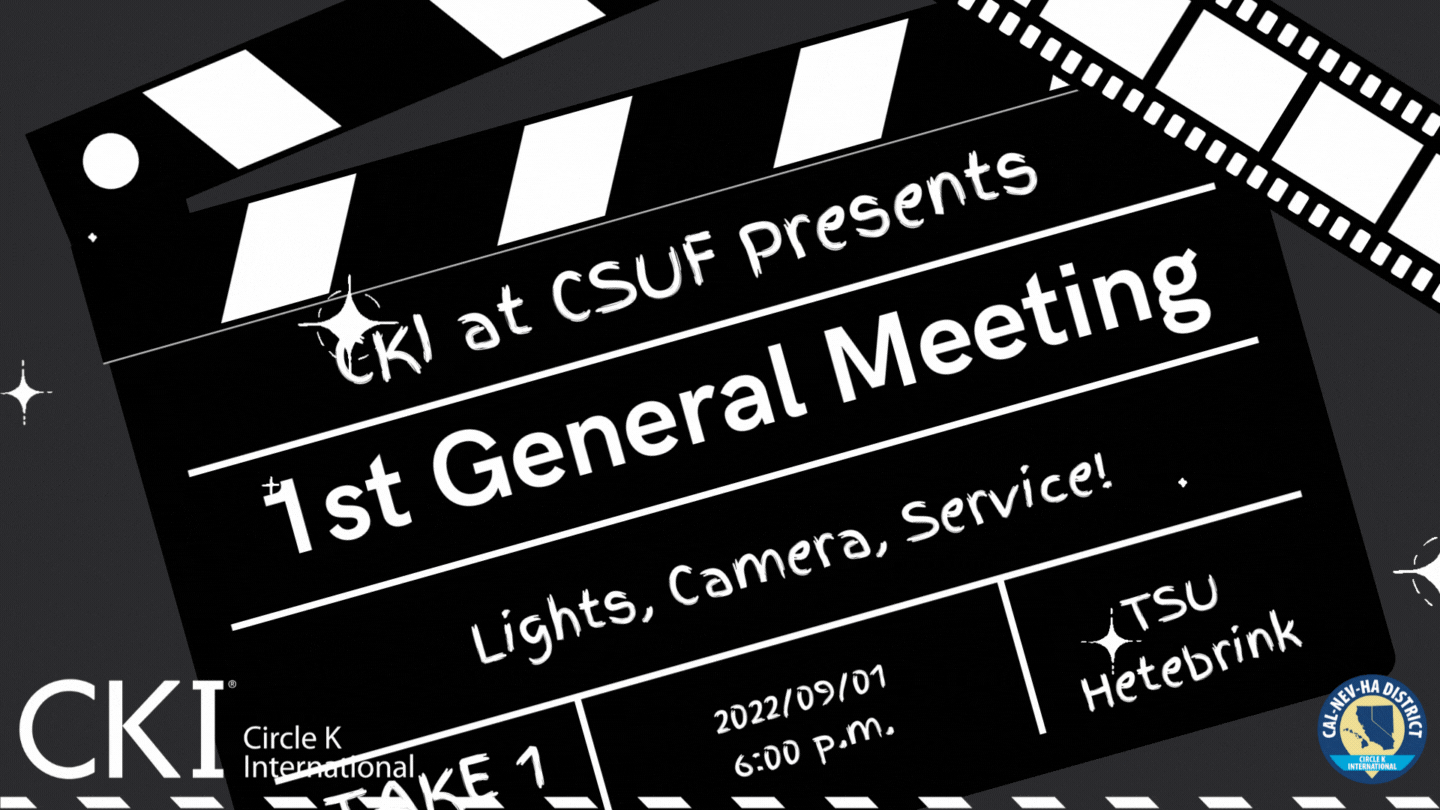 CKI at CSUF Presents
1st General Meeting
Lights, Camera, Service!
TAKE 1
2022/09/01
6:00 p.m.
TSU
Hetebrink
CKI®
Circle K
International
CAL-NEV-HA DISTRICT
CIRCLE K
INTERNATIONAL